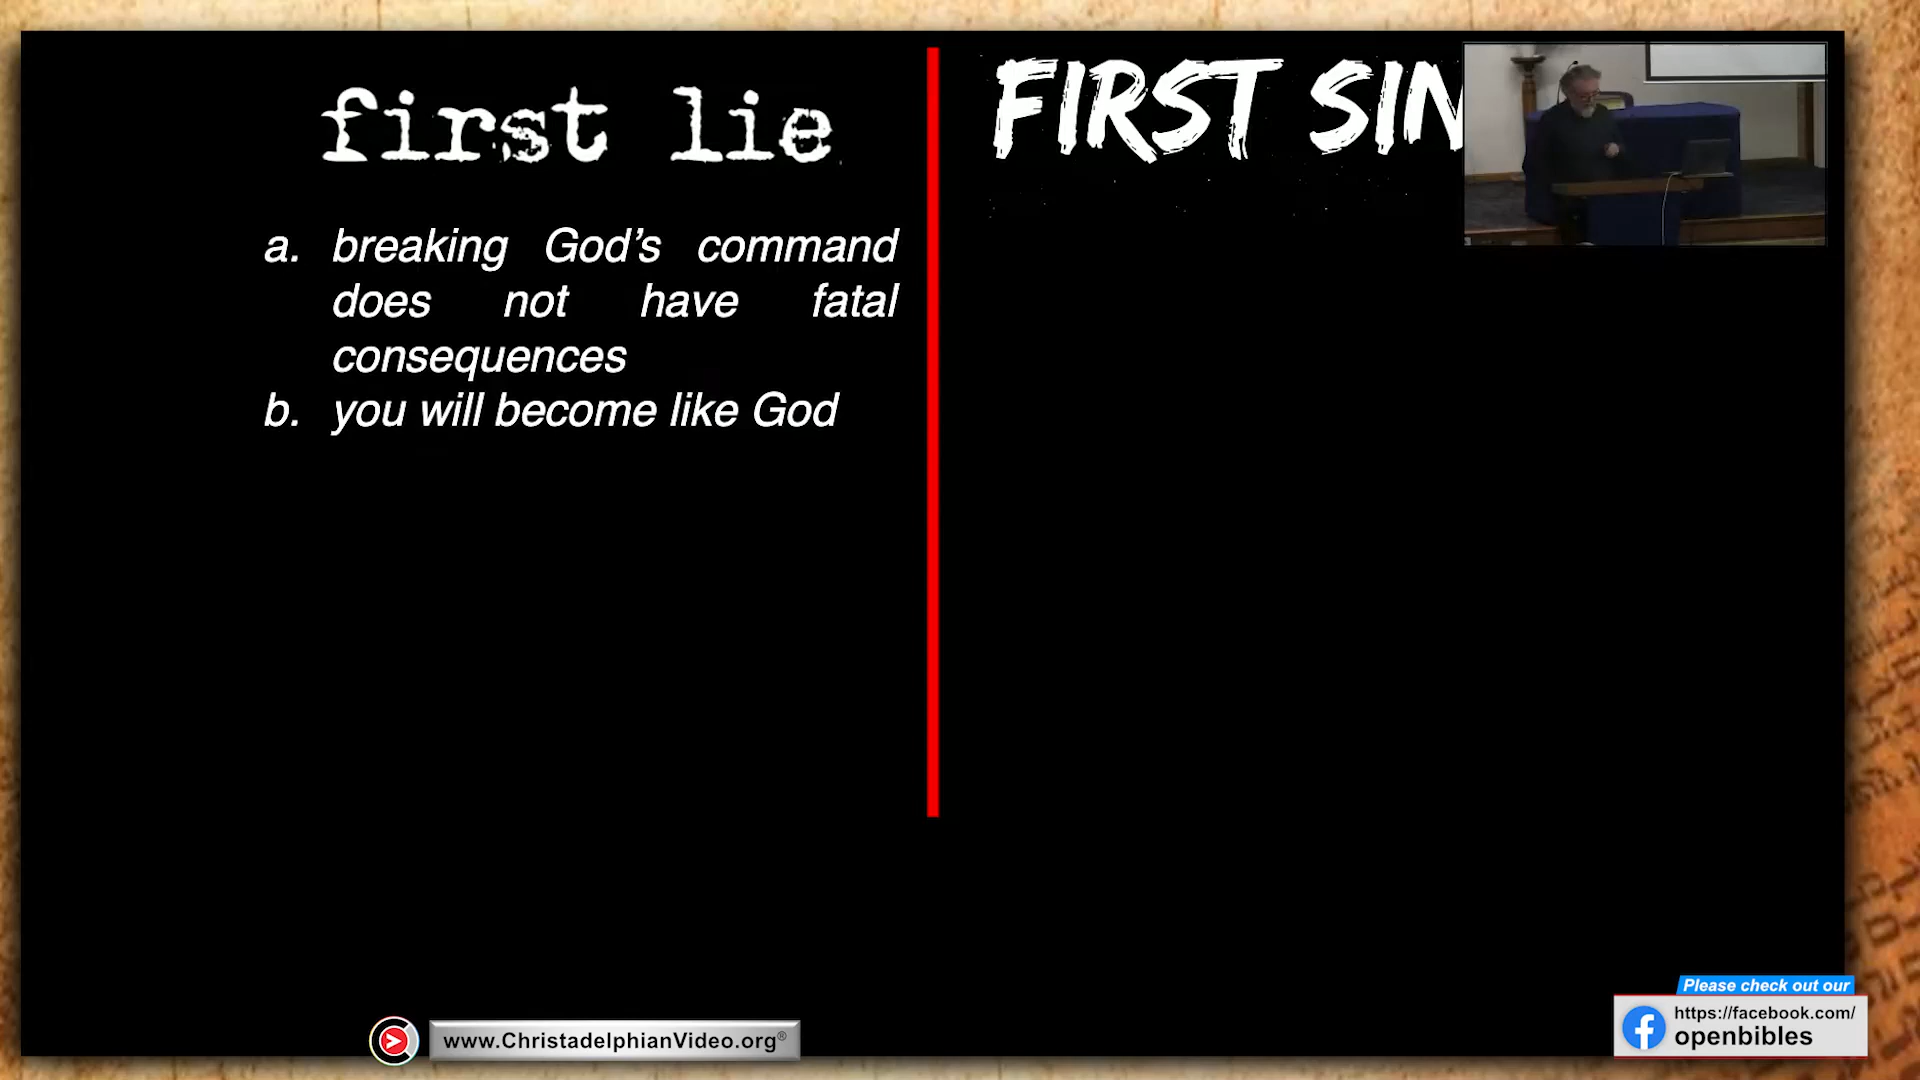 first lie
a. breaking God's command
does not have fatal
consequences
b. you will become like God
FIRST SIN
www.ChristadelphianVideo.org®
Please check out our
https://facebook.com/
openbibles